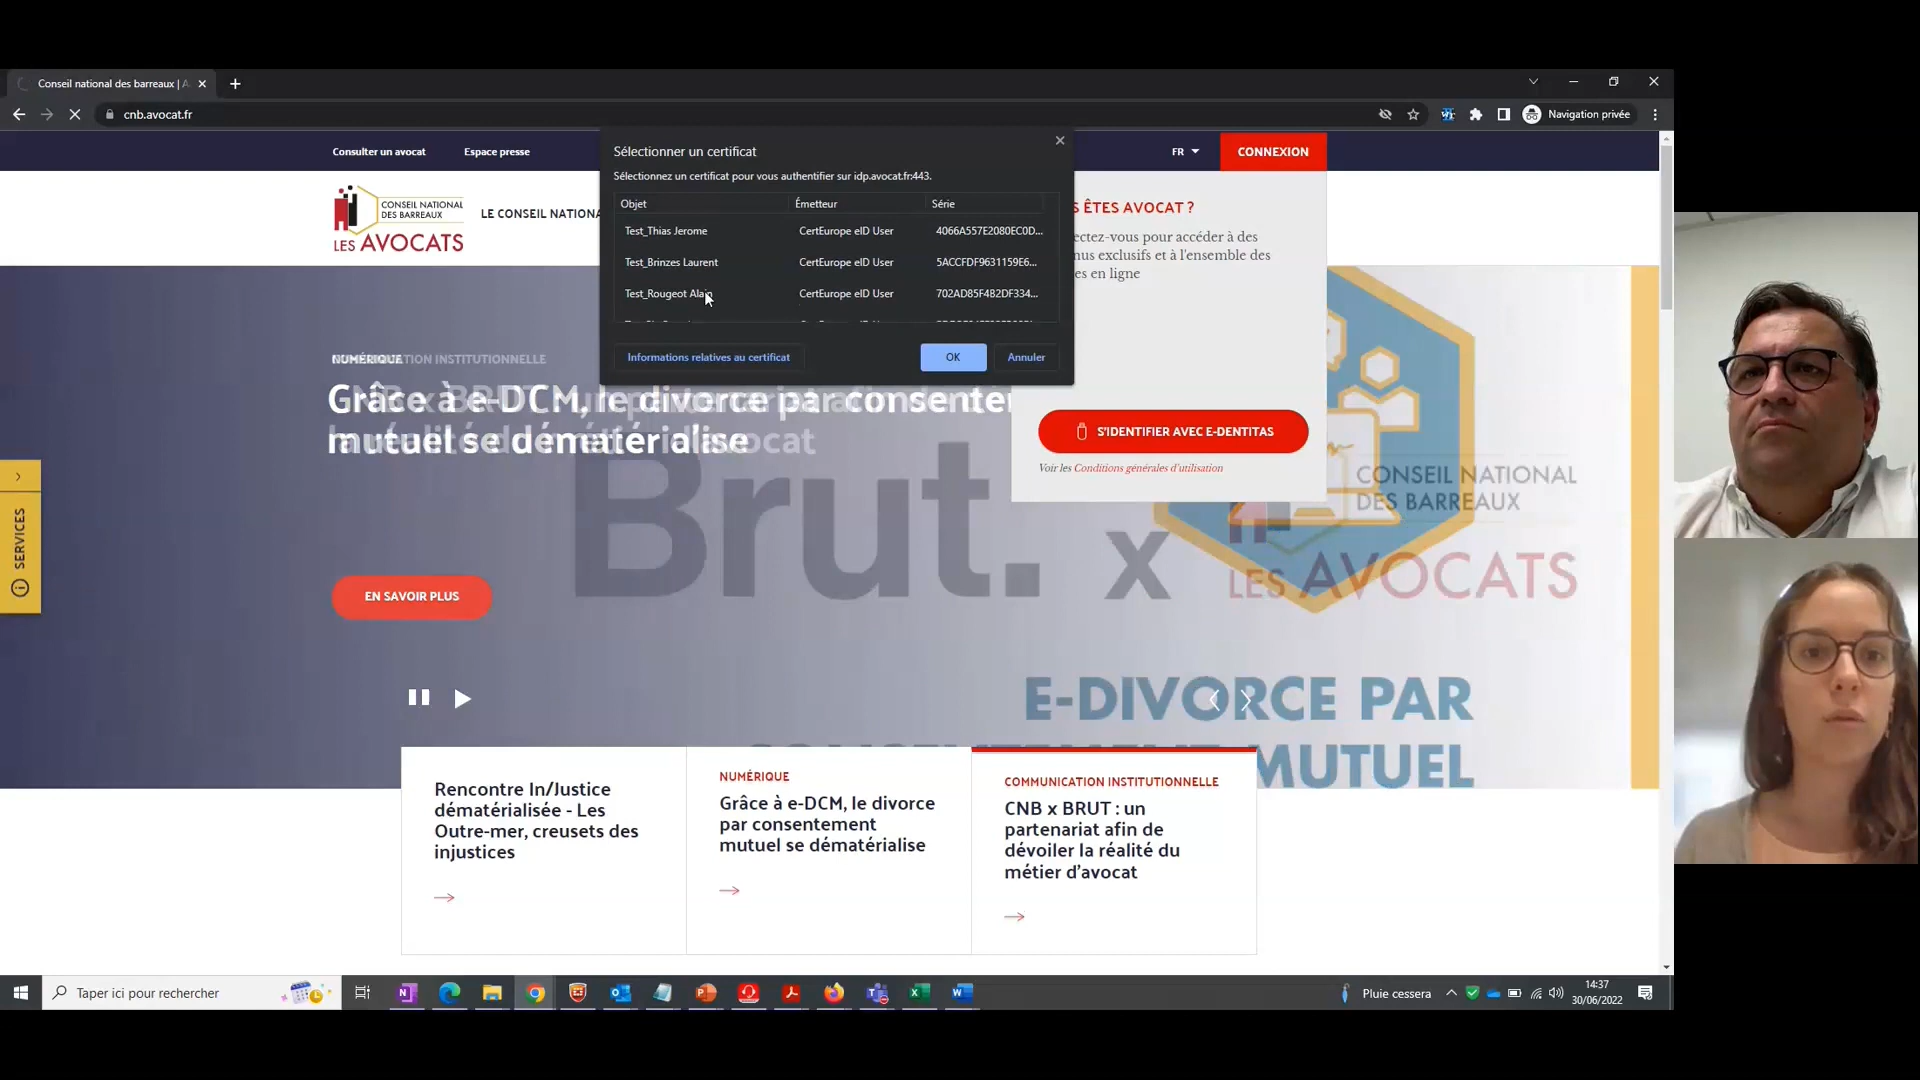 Conseil national des barreaux | A
cnb.avocat.fr
Navigation privée
Consulter un avocat
Espace presse
FR
CONNEXION
CONSEIL NATIONAL
DES BARREAUX
LES AVOCATS
LE CONSEIL NATIONA
Sélectionner un certificat
Sélectionnez un certificat pour vous authentifier sur idp.avocat.fr:443.
Objet Émetteur Série
Test_Thias Jerome CertEurope eID User 4066A557E2080EC0D...
Test_Brinzes Laurent CertEurope eID User 5ACCFDF9631159E6...
Test_Rougeot Alain CertEurope eID User 702AD85F4B2DF334...
Informations relatives au certificat
OK
Annuler
S ÊTES AVOCAT ?
ectez-vous pour accéder à des
nus exclusifs et à l'ensemble des
es en ligne
S'IDENTIFIER AVEC E-DENTITAS
Voir les Conditions générales d'utilisation
NUMÉRIQUE
Grâce à e-DCM, le divorce par consente
mutuel se dématérialise
EN SAVOIR PLUS
SERVICES
Brut. x
CONSEIL NATIONAL
DES BARREAUX
LES AVOCATS
E-DIVORCE PAR
CONSENTEMENT MUTUEL
Rencontre In/Justice
dématérialisée - Les
Outre-mer, creusets des
injustices
NUMÉRIQUE
Grâce à e-DCM, le divorce
par consentement
mutuel se dématérialise
COMMUNICATION INSTITUTIONNELLE
CNB x BRUT : un
partenariat afin de
dévoiler la réalité du
métier d'avocat
Taper ici pour rechercher
Pluie cessera
14:37
30/06/2022